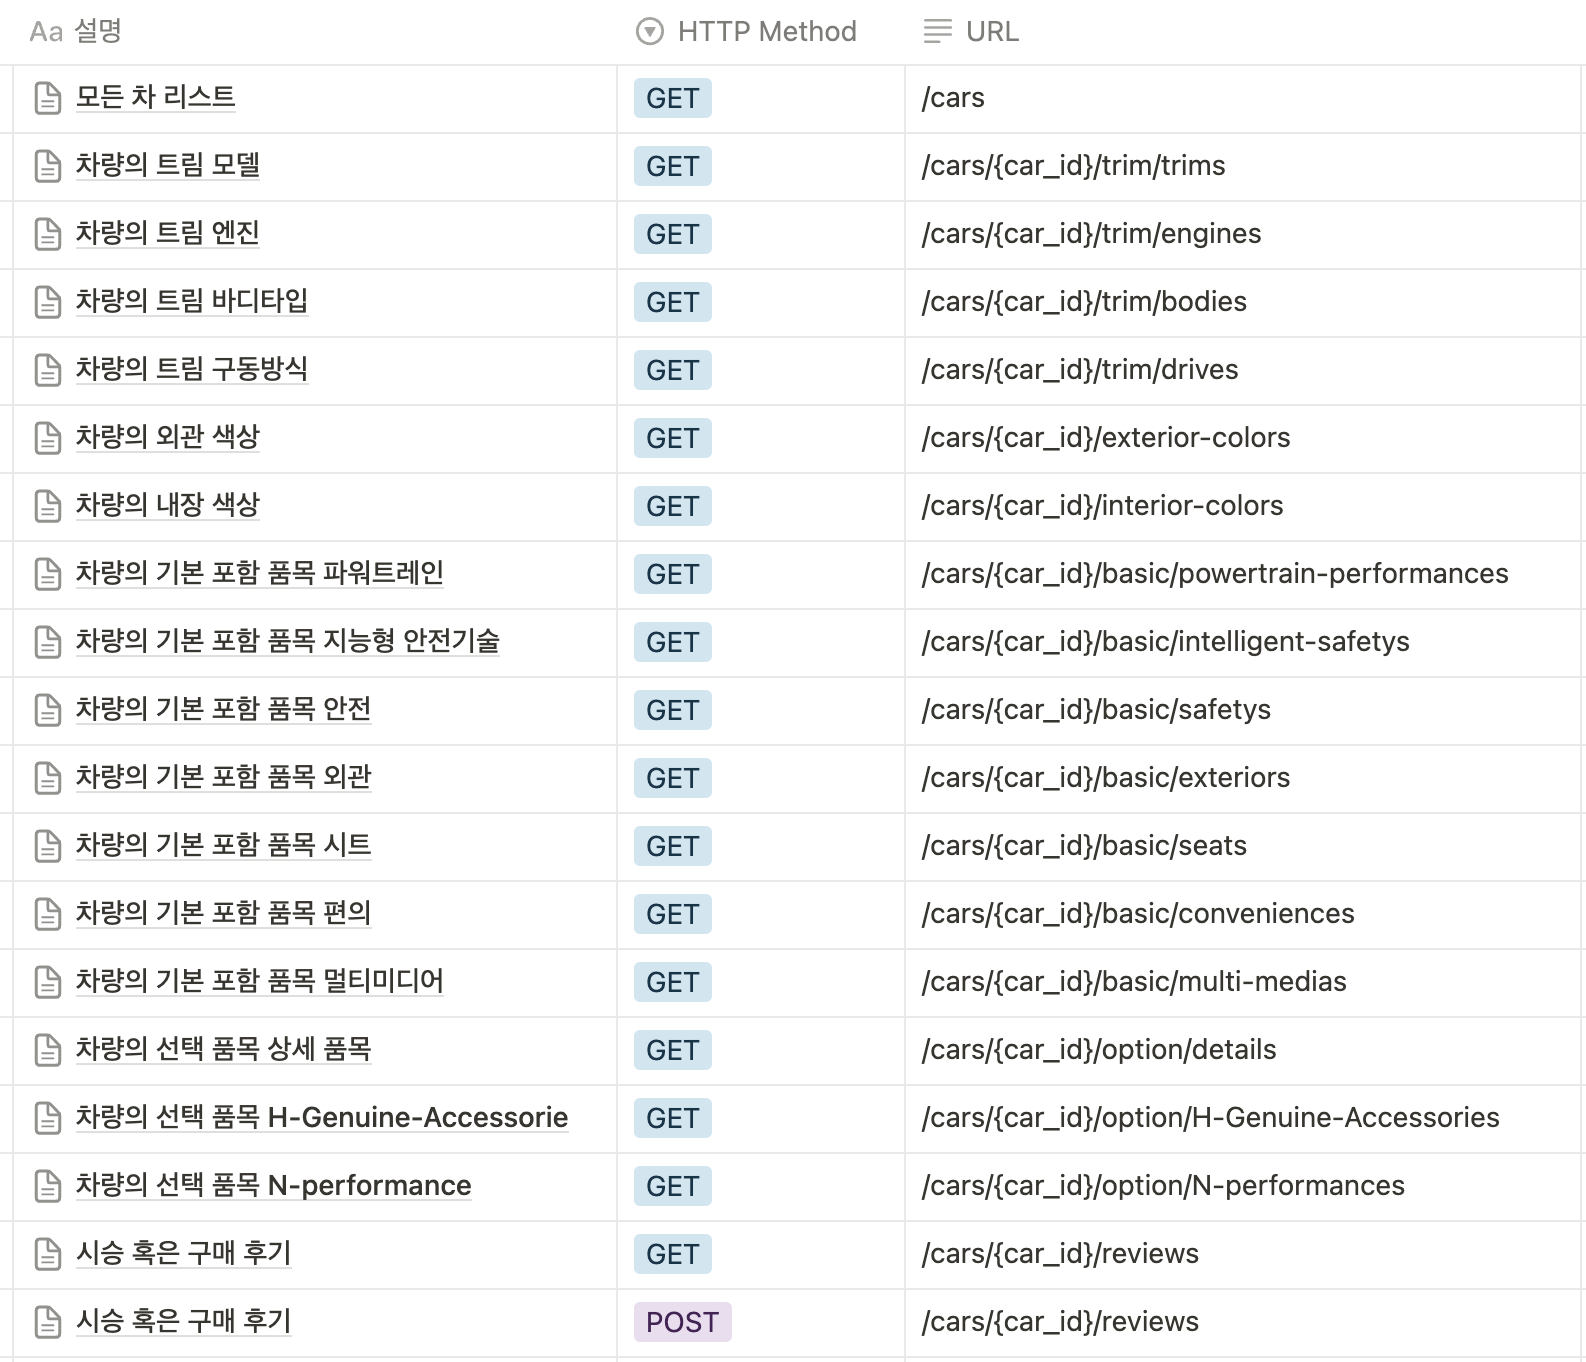 Aa 설명 HTTP Method URL
모든 차 리스트 GET /cars
차량의 트림 모델 GET /cars/{car_id}/trim/trims
차량의 트림 엔진 GET /cars/{car_id}/trim/engines
차량의 트림 바디타입 GET /cars/{car_id}/trim/bodies
차량의 트림 구동방식 GET /cars/{car_id}/trim/drives
차량의 외관 색상 GET /cars/{car_id}/exterior-colors
차량의 내장 색상 GET /cars/{car_id}/interior-colors
차량의 기본 포함 품목 파워트레인 GET /cars/{car_id}/basic/powertrain-performances
차량의 기본 포함 품목 지능형 안전기술 GET /cars/{car_id}/basic/intelligent-safetys
차량의 기본 포함 품목 안전 GET /cars/{car_id}/basic/safetys
차량의 기본 포함 품목 외관 GET /cars/{car_id}/basic/exteriors
차량의 기본 포함 품목 시트 GET /cars/{car_id}/basic/seats
차량의 기본 포함 품목 편의 GET /cars/{car_id}/basic/conveniences
차량의 기본 포함 품목 멀티미디어 GET /cars/{car_id}/basic/multi-medias
차량의 선택 품목 상세 품목 GET /cars/{car_id}/option/details
차량의 선택 품목 H-Genuine-Accessorie GET /cars/{car_id}/option/H-Genuine-Accessories
차량의 선택 품목 N-performance GET /cars/{car_id}/option/N-performances
시승 혹은 구매 후기 GET /cars/{car_id}/reviews
시승 혹은 구매 후기 POST /cars/{car_id}/reviews